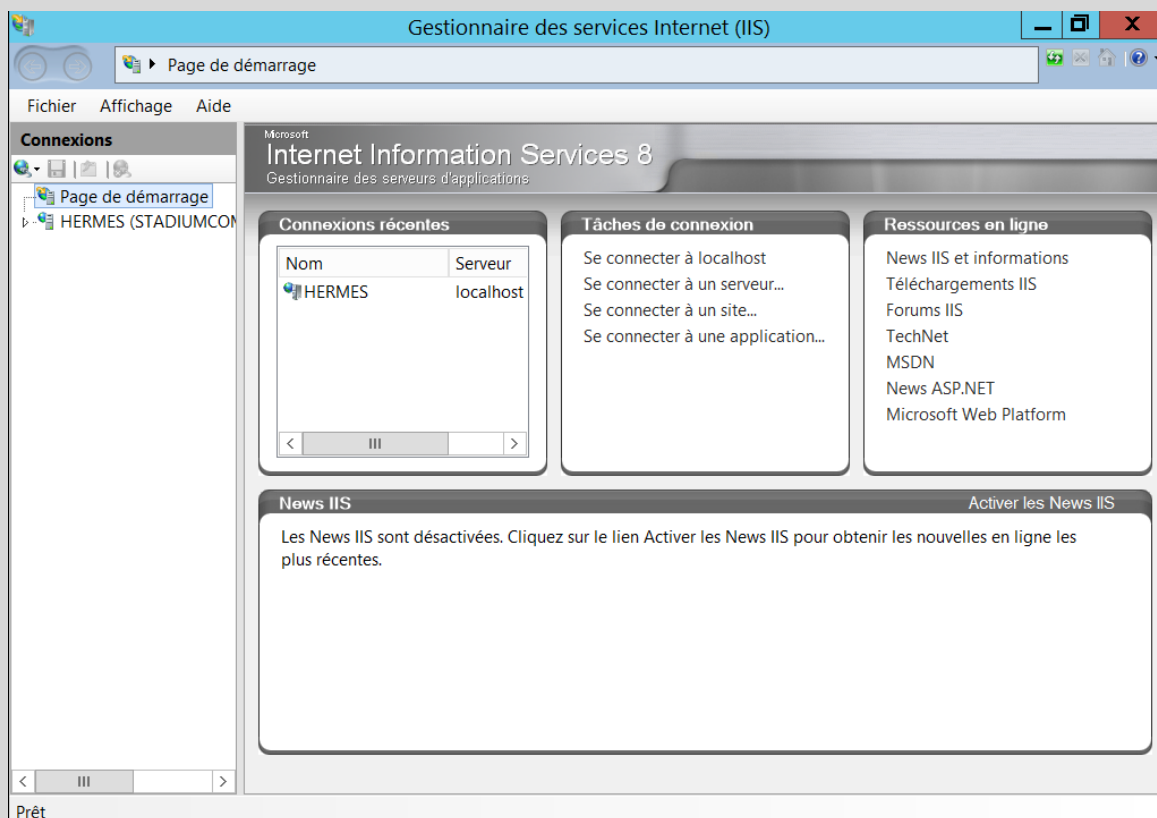 Gestionnaire des services Internet (IIS)
Page de démarrage
Fichier Affichage Aide
Connexions
Page de démarrage
HERMES (STADIUMCOM
Microsoft
Internet Information Services 8
Gestionnaire des serveurs d'applications
Connexions récentes
Nom Serveur
HERMES localhost
Tâches de connexion
Se connecter à localhost
Se connecter à un serveur...
Se connecter à un site...
Se connecter à une application...
Ressources en ligne
News IIS et informations
Téléchargements IIS
Forums IIS
TechNet
MSDN
News ASP.NET
Microsoft Web Platform
News IIS Activer les News IIS
Les News IIS sont désactivées. Cliquez sur le lien Activer les News IIS pour obtenir les nouvelles en ligne les
plus récentes.
Prêt